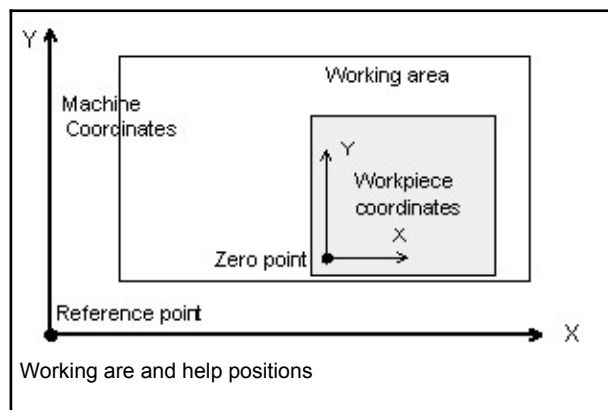 Y
Working area
Machine
Coordinates
Y
Workpiece
coordinates
X
Zero point
Reference point
X
Working are and help positions